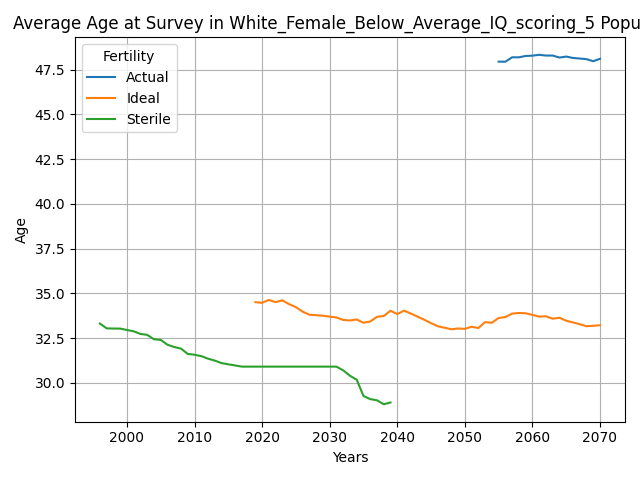 Average Age at Survey in White_Female_Below_Average_IQ_scoring_5 Popu
Fertility
Actual
Ideal
Sterile
47.5
45.0
42.5
40.0
37.5
35.0
32.5
30.0
Age
2000 2010 2020 2030 2040 2050 2060 2070
Years